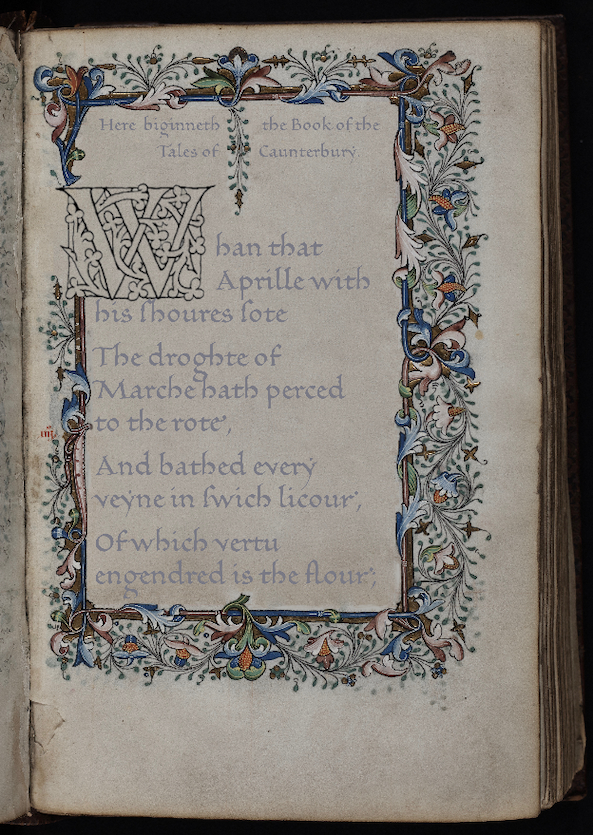 Here biginneth the Book of the
Tales of Caunterbury.
Whan that
Aprille with
his ſhoures ſote
The droghte of
Marche hath perced
to the rote,
And bathed every
veyne in ſwich licour,
Of which vertu
engendred is the flour;